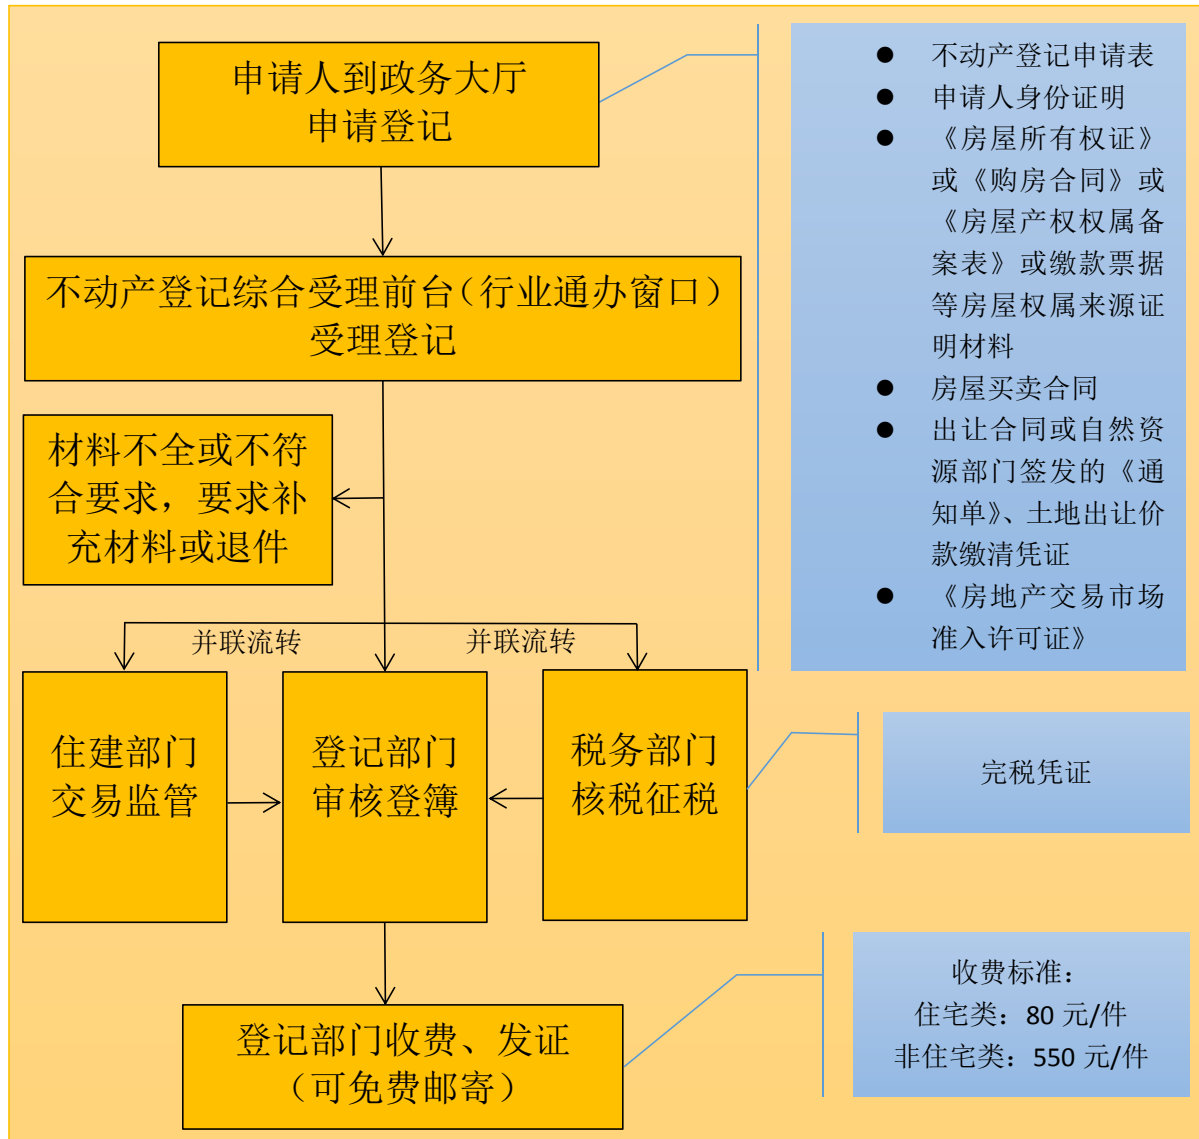 申请人到政务大厅
申请登记
不动产登记综合受理前台（行业通办窗口）
受理登记
材料不全或不符
合要求，要求补
充材料或退件
并联流转
并联流转
住建部门
交易监管
登记部门
审核登簿
税务部门
核税征税
登记部门收费、发证
（可免费邮寄）
● 不动产登记申请表
● 申请人身份证明
● 《房屋所有权证》
或《购房合同》或
《房屋产权权属备
案表》或缴款票据
等房屋权属来源证
明材料
● 房屋买卖合同
● 出让合同或自然资
源部门签发的《通
知单》、土地出让价
款缴清凭证
● 《房地产交易市场
准入许可证》
完税凭证
收费标准：
住宅类：80 元/件
非住宅类：550 元/件